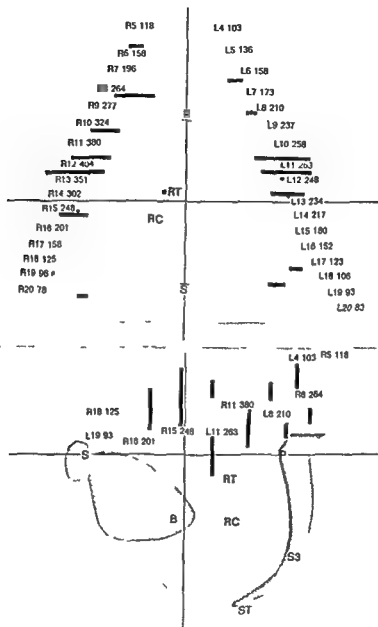 R5 118 L4 103
R6 158 L5 136
R7 196 L6 158
264 L7 173
R9 277 L8 210
R10 324 L9 237
R11 380 L10 258
R12 404 L11 263
R13 351 L12 248
R14 302 RT L13 234
R15 248 RC L14 217
R16 201 L15 180
R17 156 L16 152
R18 125 L17 123
R19 98 L18 106
R20 78 S L19 93
L20 83
L4 103 R5 118
R8 264
R18 125 R11 380 L8 210
L19 93 R16 201 R15 248 L11 263
S
RT
B RC
S3
ST